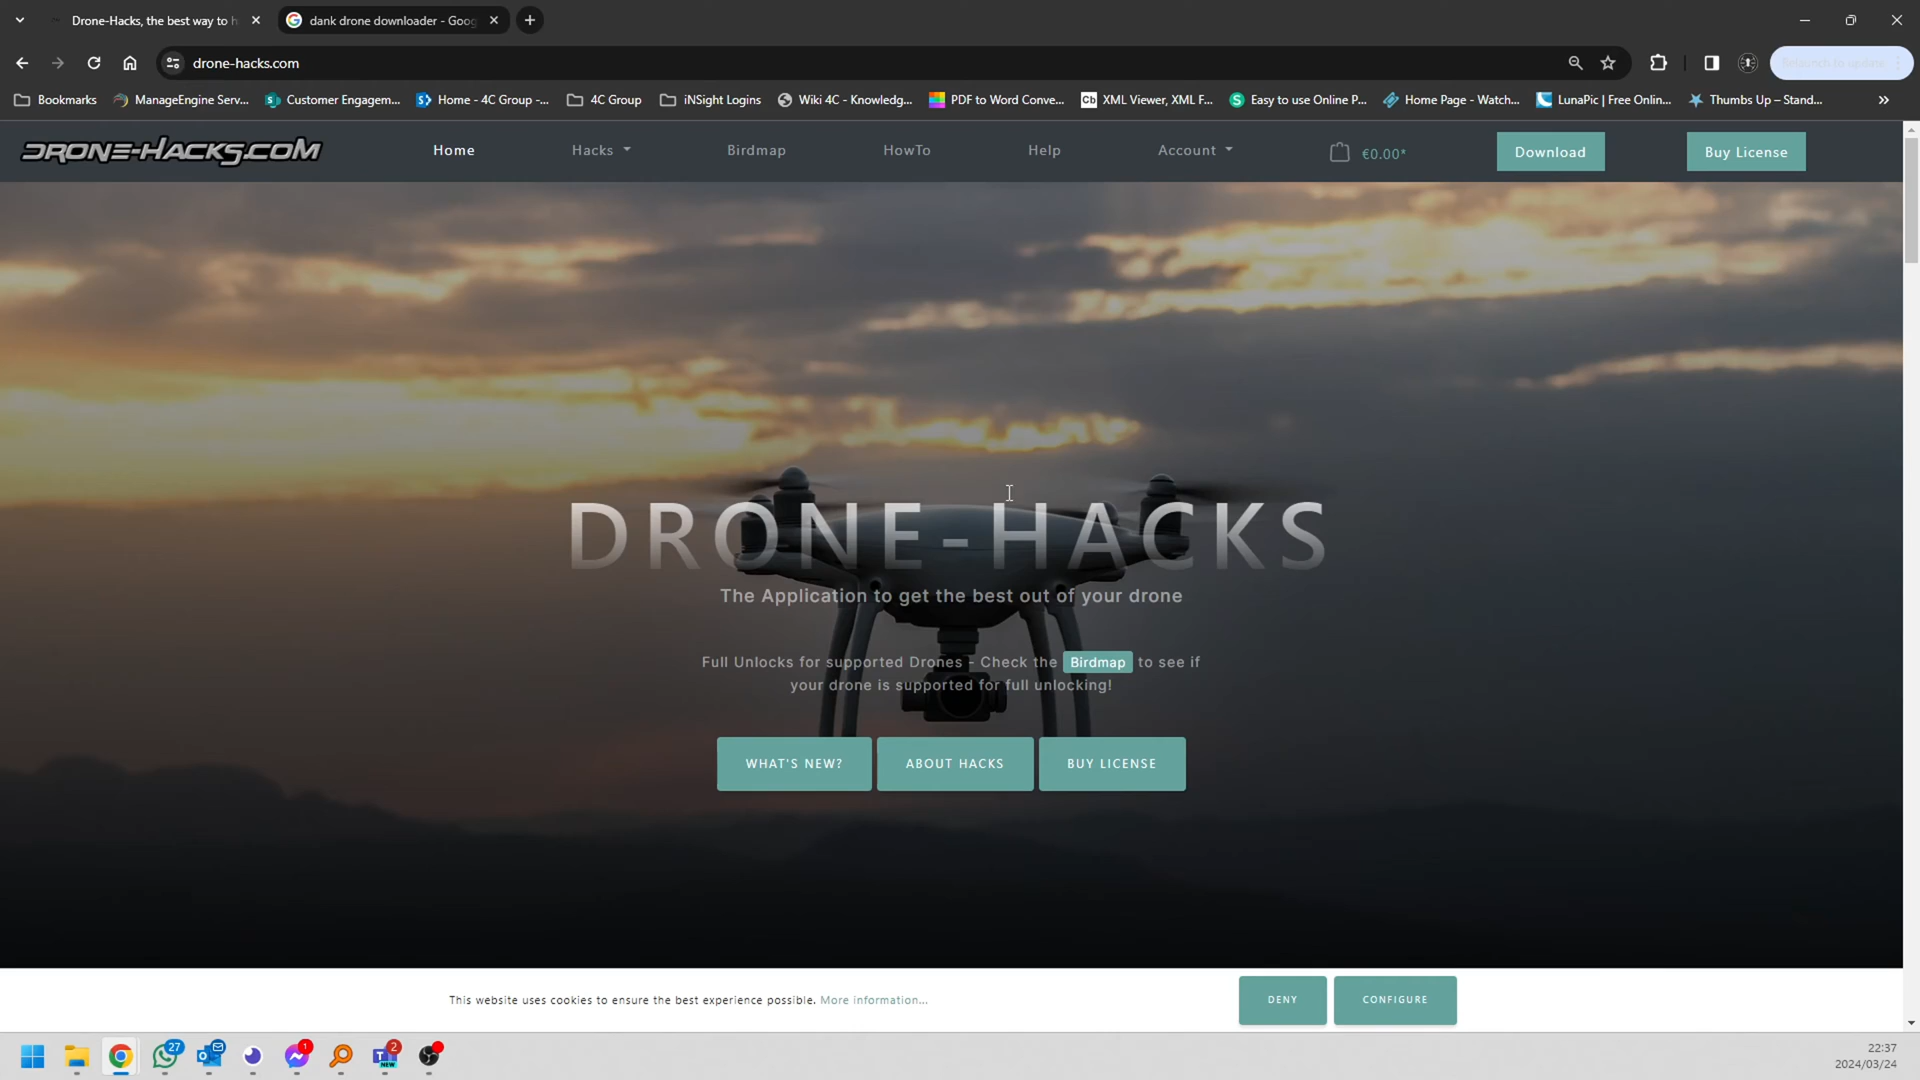 Drone-Hacks, the best way to h
dank drone downloader - Goog
drone-hacks.com
Relaunch to update
Bookmarks
ManageEngine Serv...
Customer Engagem...
Home - 4C Group -...
4C Group
iNSight Logins
Wiki 4C - Knowledg...
PDF to Word Conve...
Cb XML Viewer, XML F...
Easy to use Online P...
Home Page - Watch...
LunaPic | Free Onlin...
Thumbs Up – Stand...
DRONE-HACKS.COM
Home
Hacks
Birdmap
HowTo
Help
Account
€0.00*
Download
Buy License
DRONE-HACKS
The Application to get the best out of your drone
Full Unlocks for supported Drones - Check the Birdmap to see if
your drone is supported for full unlocking!
WHAT'S NEW?
ABOUT HACKS
BUY LICENSE
This website uses cookies to ensure the best experience possible. More information...
DENY
CONFIGURE
27
1
2
NEW
22:37
2024/03/24